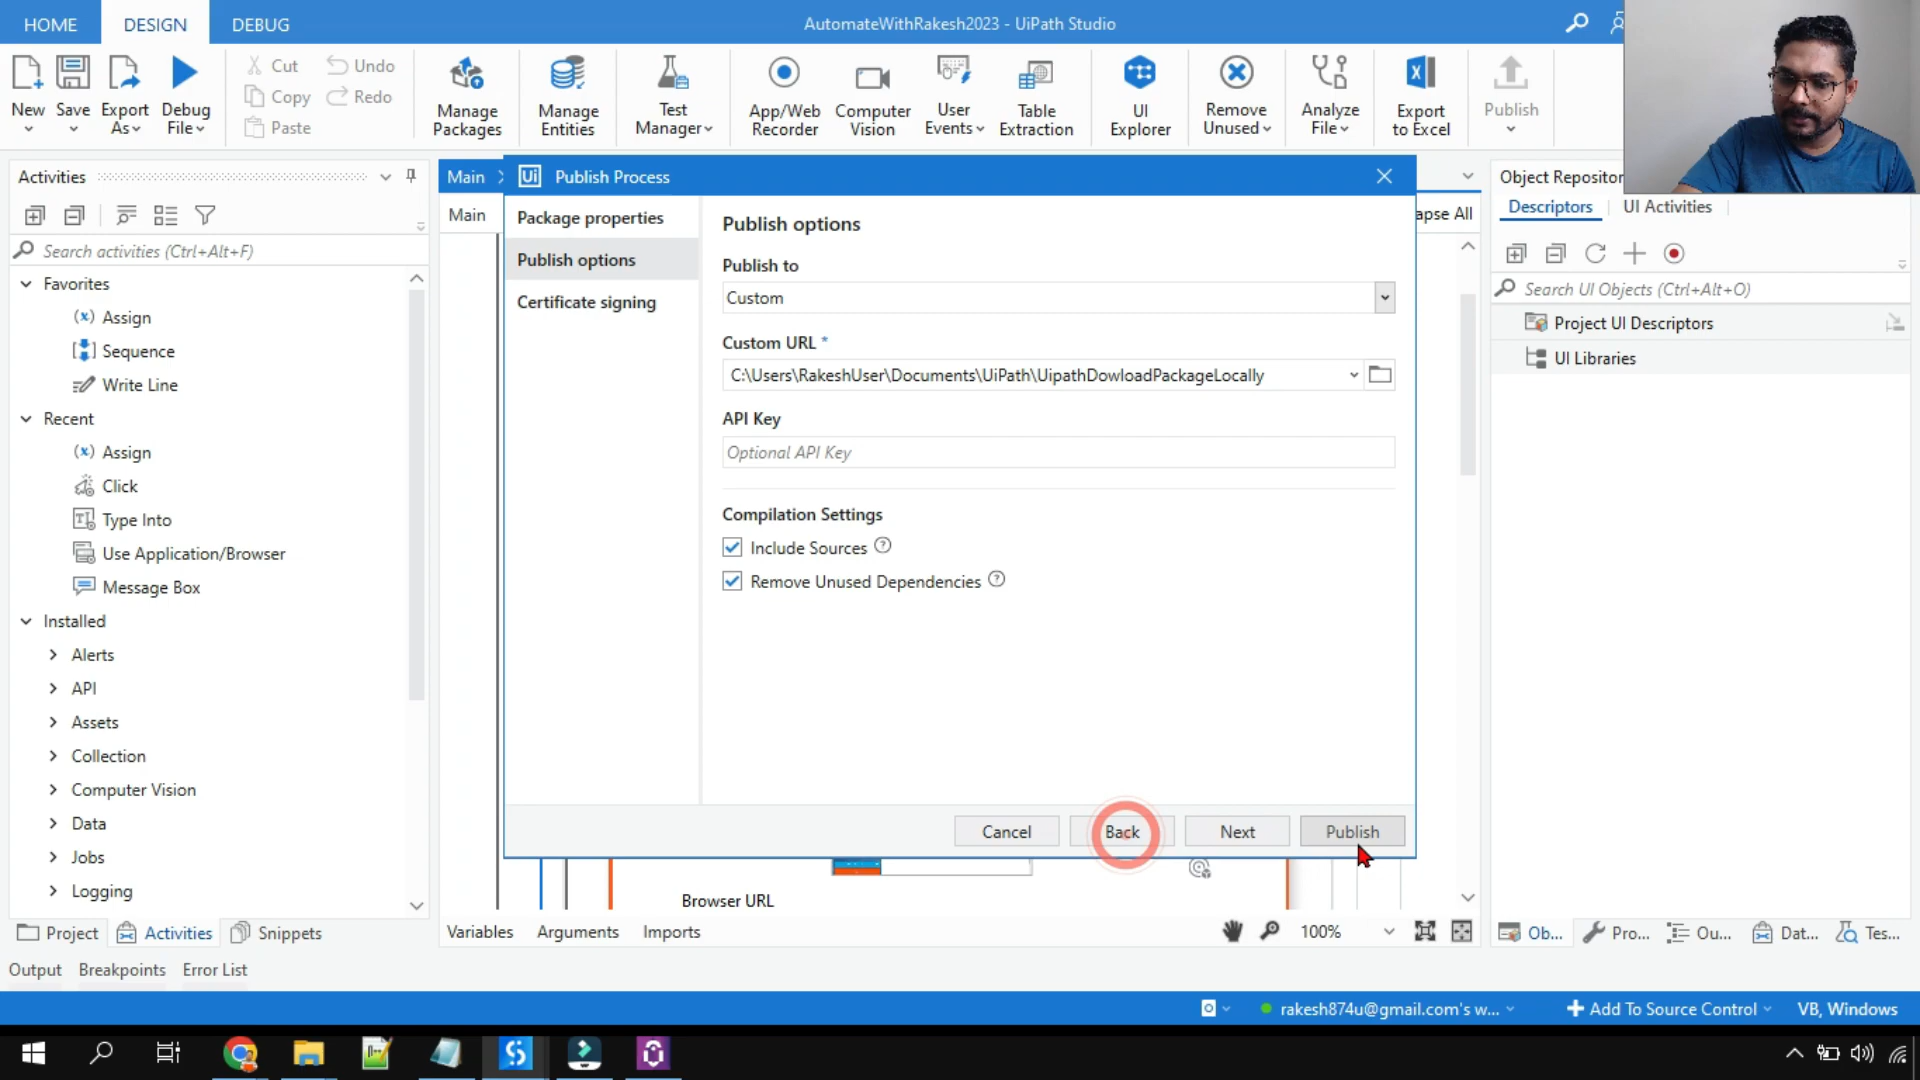 HOME
DESIGN
DEBUG
AutomateWithRakesh2023 - UiPath Studio
New
Save
Export As
Debug File
Cut
Copy
Paste
Undo
Redo
Manage Packages
Manage Entities
Test Manager
App/Web Recorder
Computer Vision
User Events
Table Extraction
UI Explorer
Remove Unused
Analyze File
Export to Excel
Publish
Activities
Search activities (Ctrl+Alt+F)
Favorites
Assign
Sequence
Write Line
Recent
Assign
Click
Type Into
Use Application/Browser
Message Box
Installed
Alerts
API
Assets
Collection
Computer Vision
Data
Jobs
Logging
Project
Activities
Snippets
Main
Main
Ui Publish Process
Package properties
Publish options
Certificate signing
Publish options
Publish to
Custom
Custom URL *
C:\Users\RakeshUser\Documents\UiPath\UipathDowloadPackageLocally
API Key
Optional API Key
Compilation Settings
Include Sources
Remove Unused Dependencies
Cancel
Back
Next
Publish
Browser URL
Variables
Arguments
Imports
100%
apse All
Object Repositor
Descriptors
UI Activities
Search UI Objects (Ctrl+Alt+O)
Project UI Descriptors
UI Libraries
Ob...
Pro...
Ou...
Dat...
Tes...
Output
Breakpoints
Error List
rakesh874u@gmail.com's w...
Add To Source Control
VB, Windows